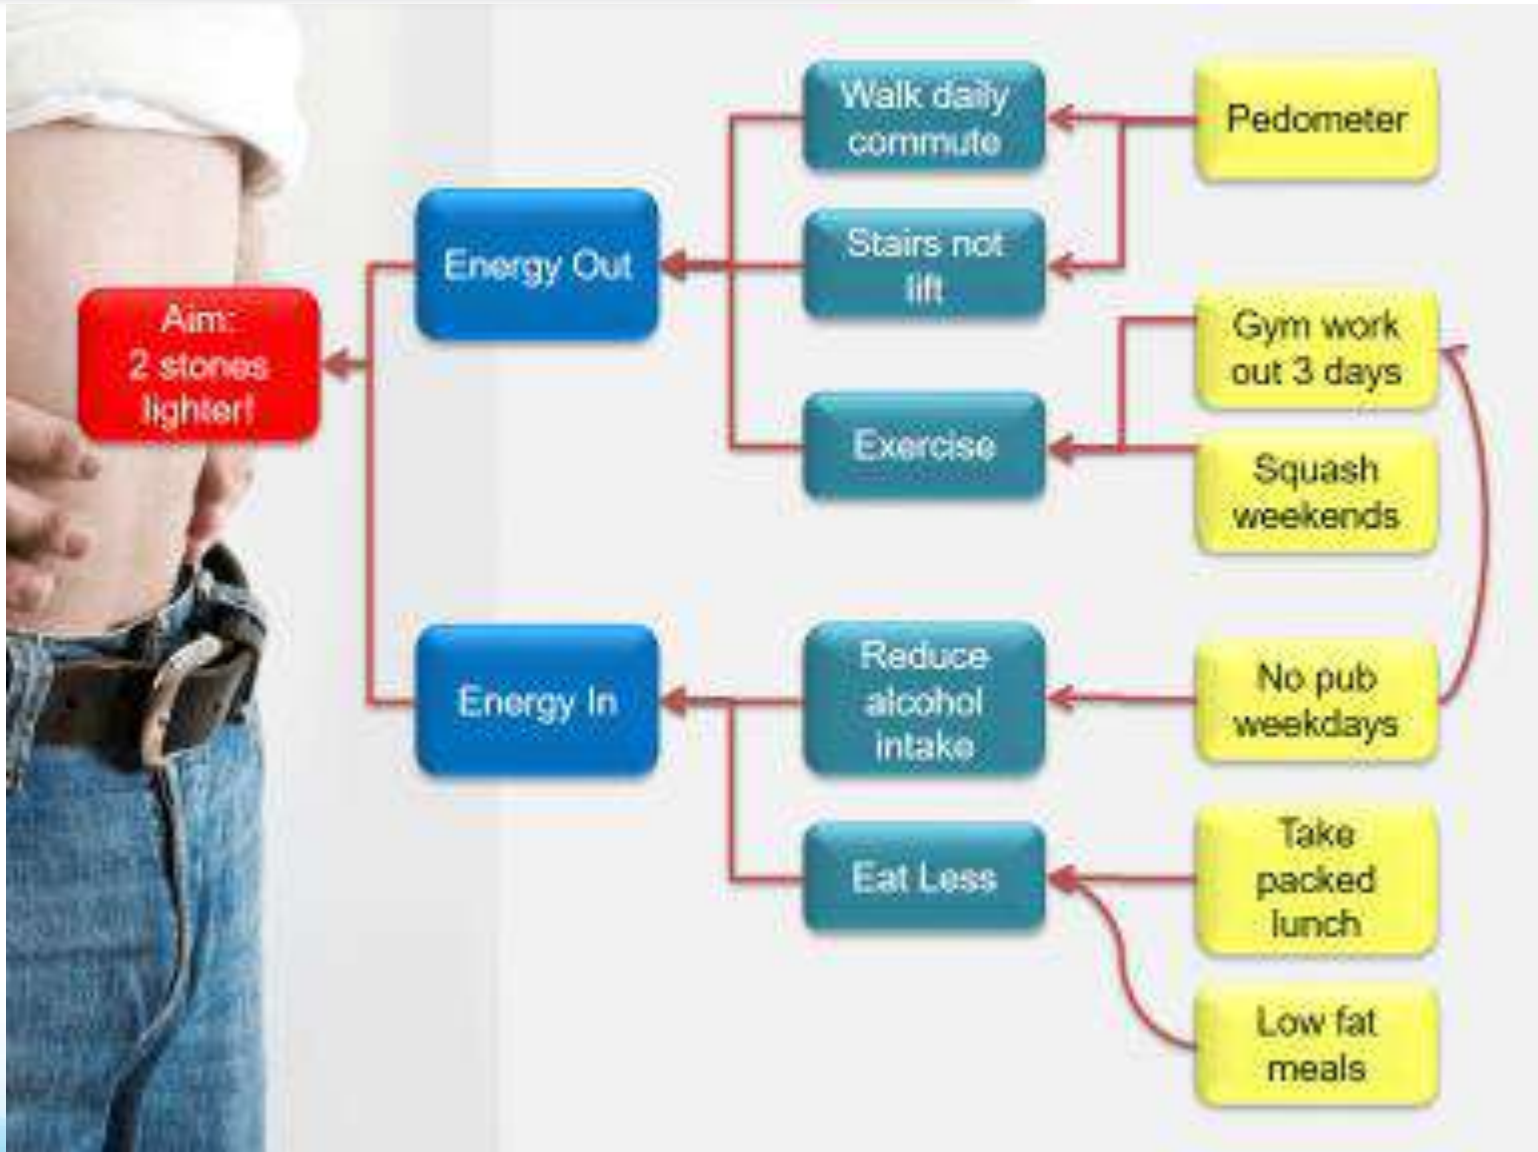 Aim:
2 stones
lighter!
Energy Out
Energy In
Walk daily
commute
Stairs not
lift
Exercise
Reduce
alcohol
intake
Eat Less
Pedometer
Gym work
out 3 days
Squash
weekends
No pub
weekdays
Take
packed
lunch
Low fat
meals